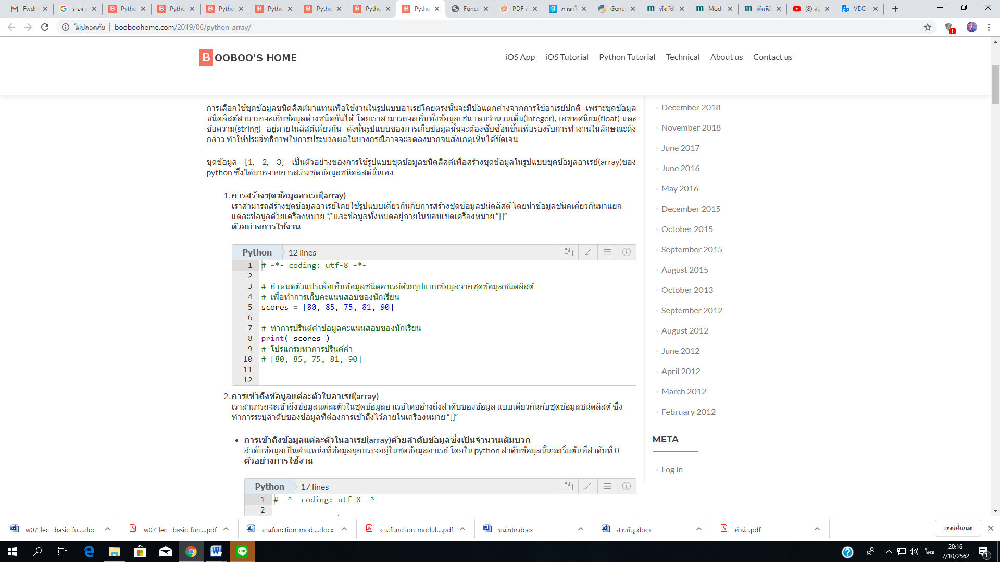 Fwd:
รายงาน
Pytho
Pytho
Pytho
Pytho
Pytho
Pytho
Pytho
Funct
PDF
ภาษาไ
Gene
ฟังก์ชั
Modu
ฟังก์ชั
(8) สอ
VDO
ไม่ปลอดภัย
booboohome.com/2019/06/python-array/
BOOBOO'S HOME
iOS App
iOS Tutorial
Python Tutorial
Technical
About us
Contact us
การเลือกใช้ชุดข้อมูลชนิดลิสต์มาแทนเพื่อใช้งานในรูปแบบอาเรย์โดยตรงนั้นจะมีข้อแตกต่างจากการใช้อาเรย์ปกติ เพราะชุดข้อมูล
ชนิดลิสต์สามารถจะเก็บข้อมูลต่างชนิดกันได้ โดยเราสามารถจะเก็บทั้งข้อมูลเช่น เลขจำนวนเต็ม(integer), เลขทศนิยม(float) และ
ข้อความ(string) อยู่ภายในลิสต์เดียวกัน ดังนั้นรูปแบบของการเก็บข้อมูลนั้นจะต้องซับซ้อนขึ้นเพื่อรองรับการทำงานในลักษณะดัง
กล่าว ทำให้ประสิทธิภาพในการประมวลผลในบางกรณีอาจจะลดลงมากจนสังเกตุเห็นได้ชัดเจน
ชุดข้อมูล [1, 2, 3] เป็นตัวอย่างของการใช้รูปแบบชุดข้อมูลชนิดลิสต์เพื่อสร้างชุดข้อมูลในรูปแบบชุดข้อมูลอาเรย์(array)ของ
python ซึ่งได้มากจากการสร้างชุดข้อมูลชนิดลิสต์นั่นเอง
1. การสร้างชุดข้อมูลอาเรย์(array)
เราสามารถสร้างชุดข้อมูลอาเรย์โดยใช้รูปแบบเดียวกันกับการสร้างชุดข้อมูลชนิดลิสต์ โดยนำข้อมูลชนิดเดียวกันมาแยก
แต่ละข้อมูลด้วยเครื่องหมาย “,” และข้อมูลทั้งหมดอยู่ภายในขอบเขตเครื่องหมาย “[]”
ตัวอย่างการใช้งาน
Python 12 lines
1 # -*- coding: utf-8 -*-
2
3 # กำหนดตัวแปรเพื่อเก็บข้อมูลชนิดอาเรย์ด้วยรูปแบบข้อมูลจากชุดข้อมูลชนิดลิสต์
4 # เพื่อทำการเก็บคะแนนสอบของนักเรียน
5 scores = [80, 85, 75, 81, 90]
6
7 # ทำการปรินต์ค่าข้อมูลคะแนนสอบของนักเรียน
8 print( scores )
9 # โปรแกรมทำการปรินต์ค่า
10 # [80, 85, 75, 81, 90]
11
12
2. การเข้าถึงข้อมูลแต่ละตัวในอาเรย์(array)
เราสามารถจะเข้าถึงข้อมูลแต่ละตัวในชุดข้อมูลอาเรย์โดยอ้างถึงลำดับของข้อมูล แบบเดียวกันกับชุดข้อมูลชนิดลิสต์ ซึ่ง
ทำการระบุลำดับของข้อมูลที่ต้องการเข้าถึงไว้ภายในเครื่องหมาย “[]”
• การเข้าถึงข้อมูลแต่ละตัวในอาเรย์(array)ด้วยลำดับข้อมูลซึ่งเป็นจำนวนเต็มบวก
ลำดับข้อมูลเป็นตำแหน่งที่ข้อมูลถูกบรรจุอยู่ในชุดข้อมูลอาเรย์ โดยใน python ลำดับข้อมูลนั้นจะเริ่มต้นที่ลำดับที่ 0
ตัวอย่างการใช้งาน
Python 17 lines
1 # -*- coding: utf-8 -*-
2
December 2018
November 2018
June 2017
June 2016
May 2016
December 2015
October 2015
September 2015
August 2015
October 2013
September 2012
August 2012
June 2012
April 2012
March 2012
February 2012
META
Log in
w07-lec_-basic-fu....doc
w07-lec_-basic-fun....pdf
งานfunction-mod....docx
งานfunction-modul....pdf
หน้าปก.docx
สารบัญ.docx
คำนำ.pdf
แสดงทั้งหมด
LINE
ไทย
20:16
7/10/2562
1